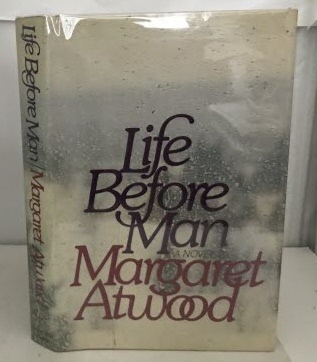 Life Before Man / Margaret Atwood
Life
Before
Man
A NOVEL
Margaret
Atwood